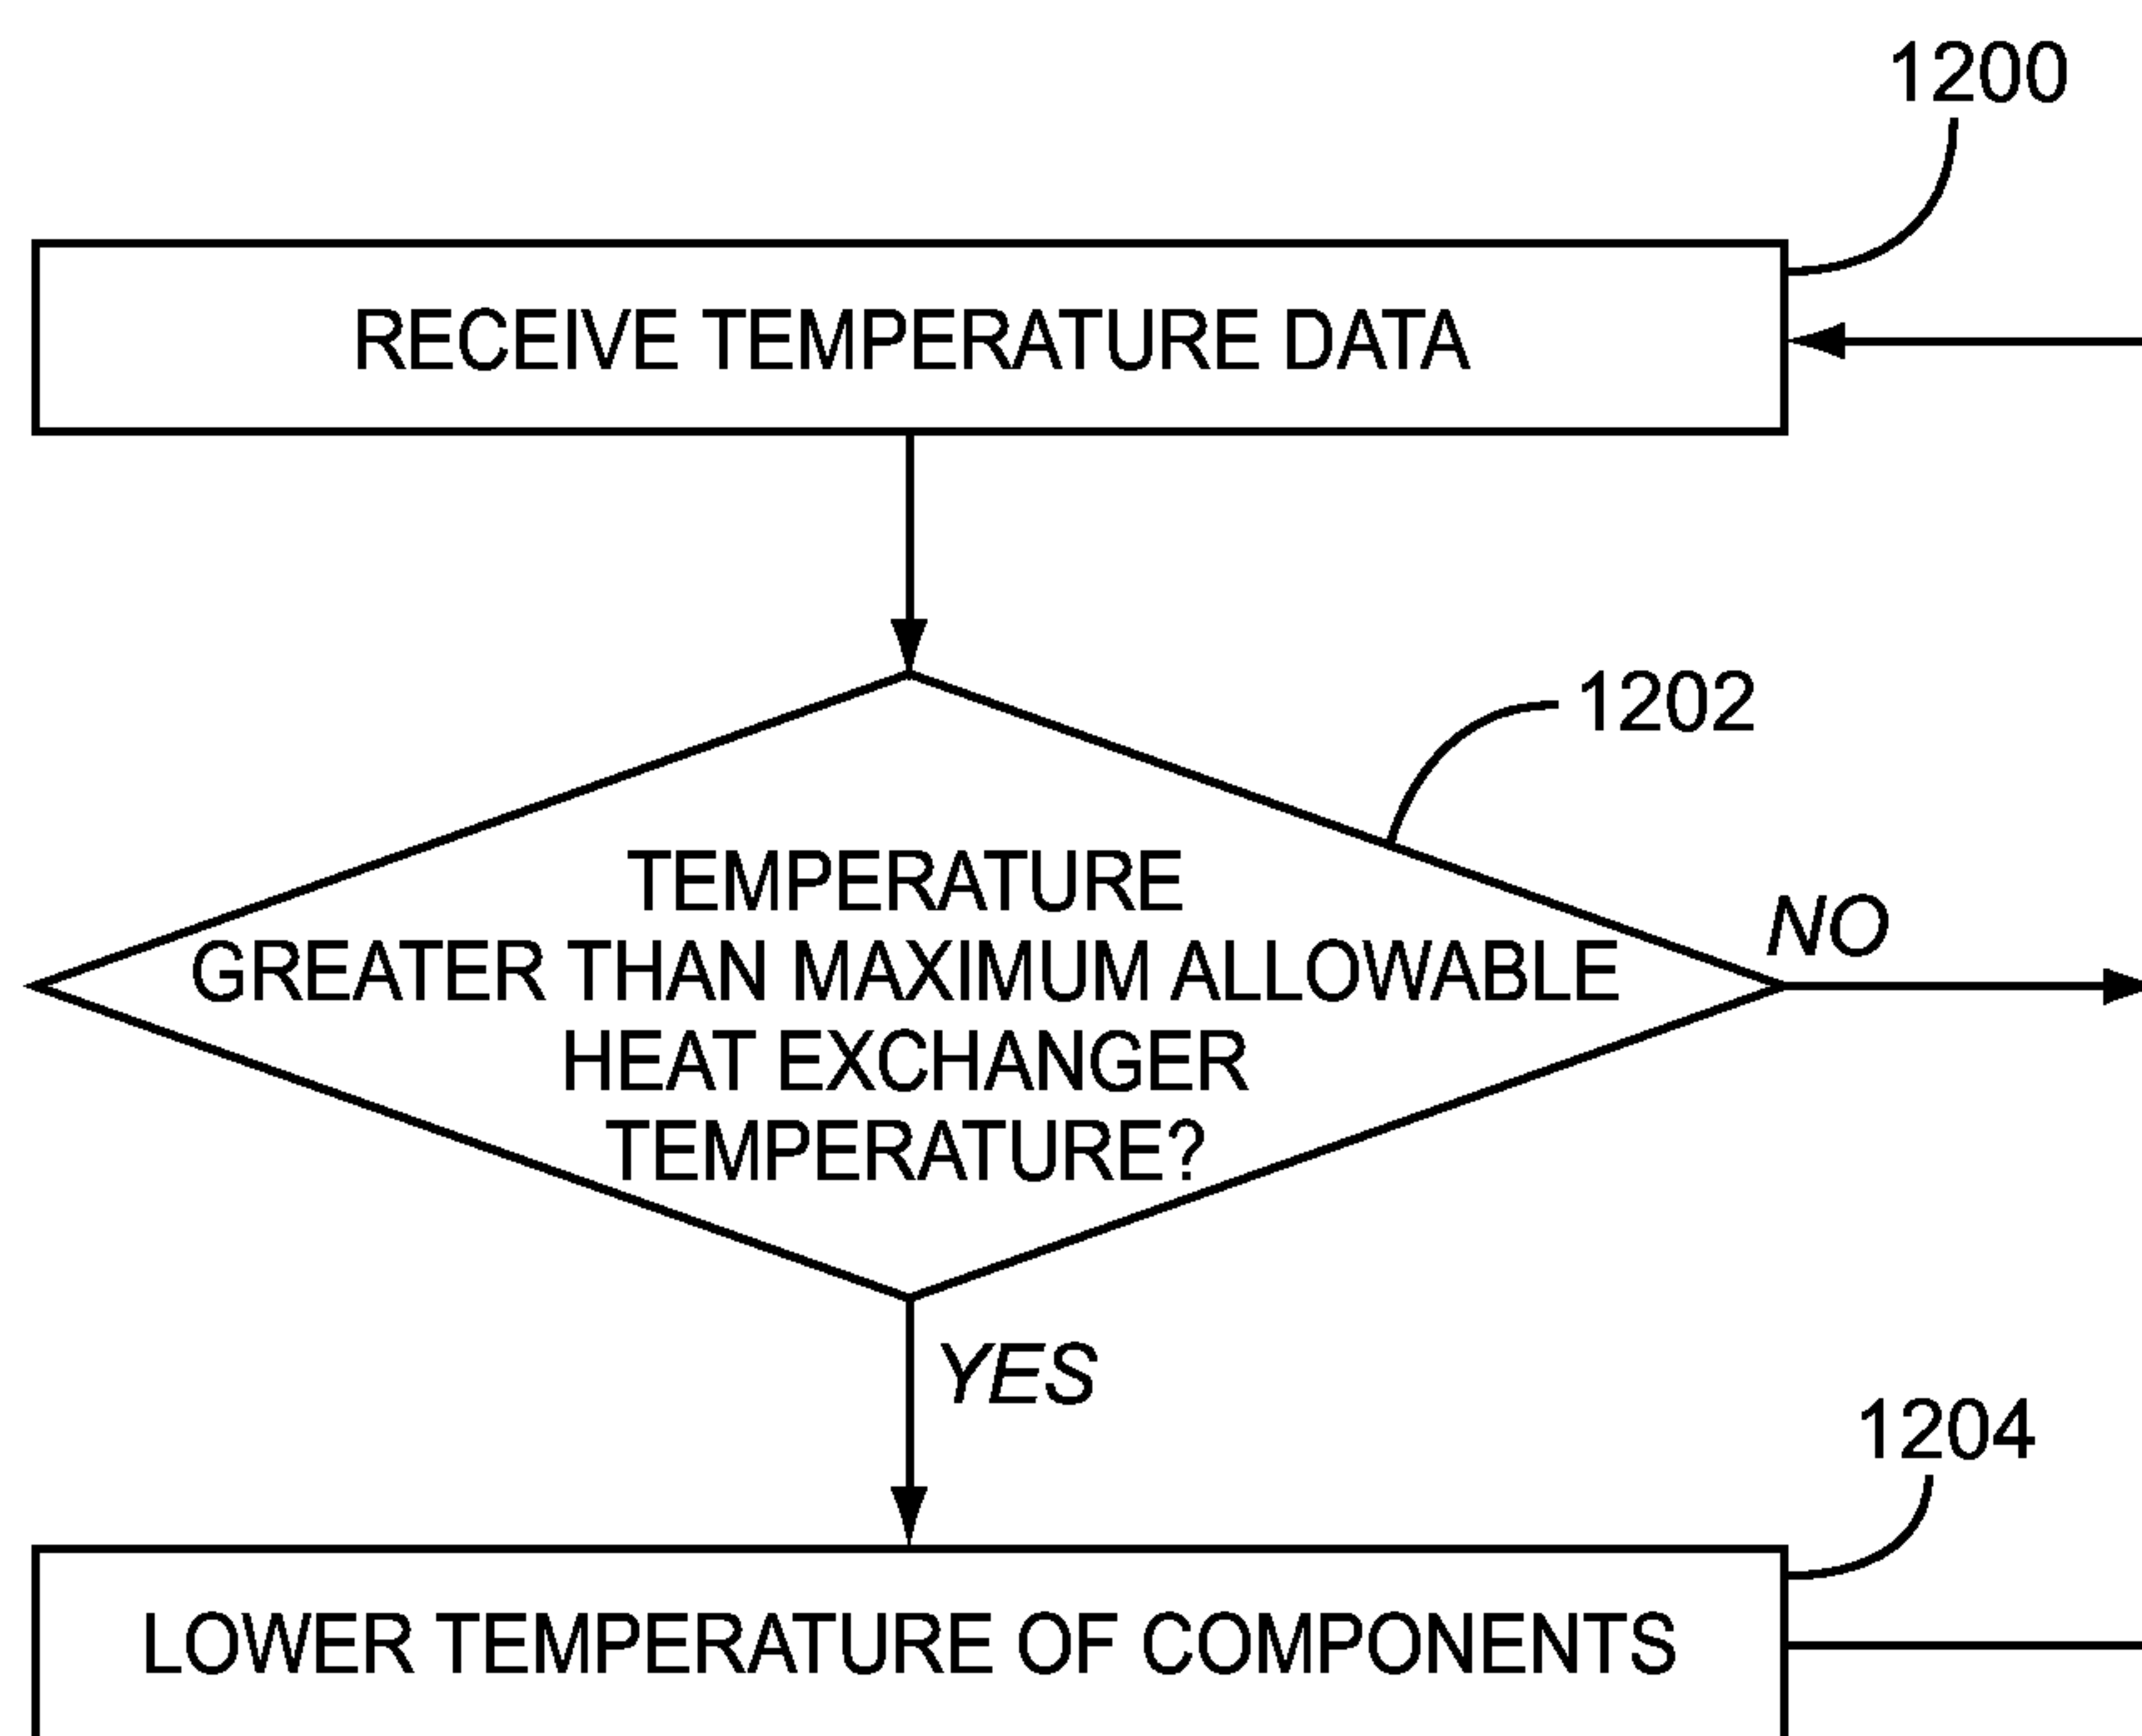 1200
RECEIVE TEMPERATURE DATA
1202
TEMPERATURE
GREATER THAN MAXIMUM ALLOWABLE
HEAT EXCHANGER
TEMPERATURE?
NO
YES
1204
LOWER TEMPERATURE OF COMPONENTS